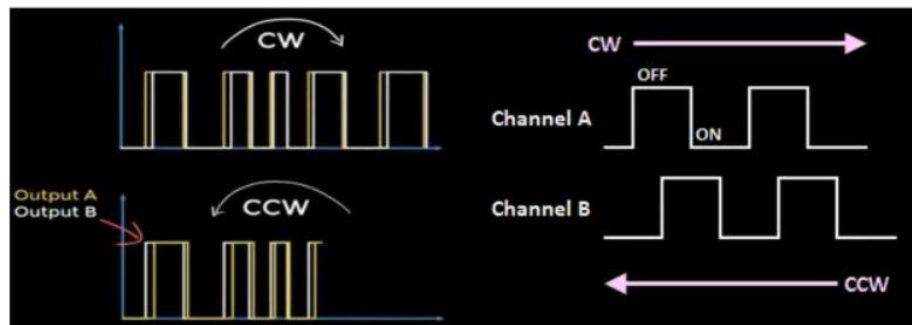 CW
Output A
Output B
CCW
CW
OFF
Channel A
ON
Channel B
CCW